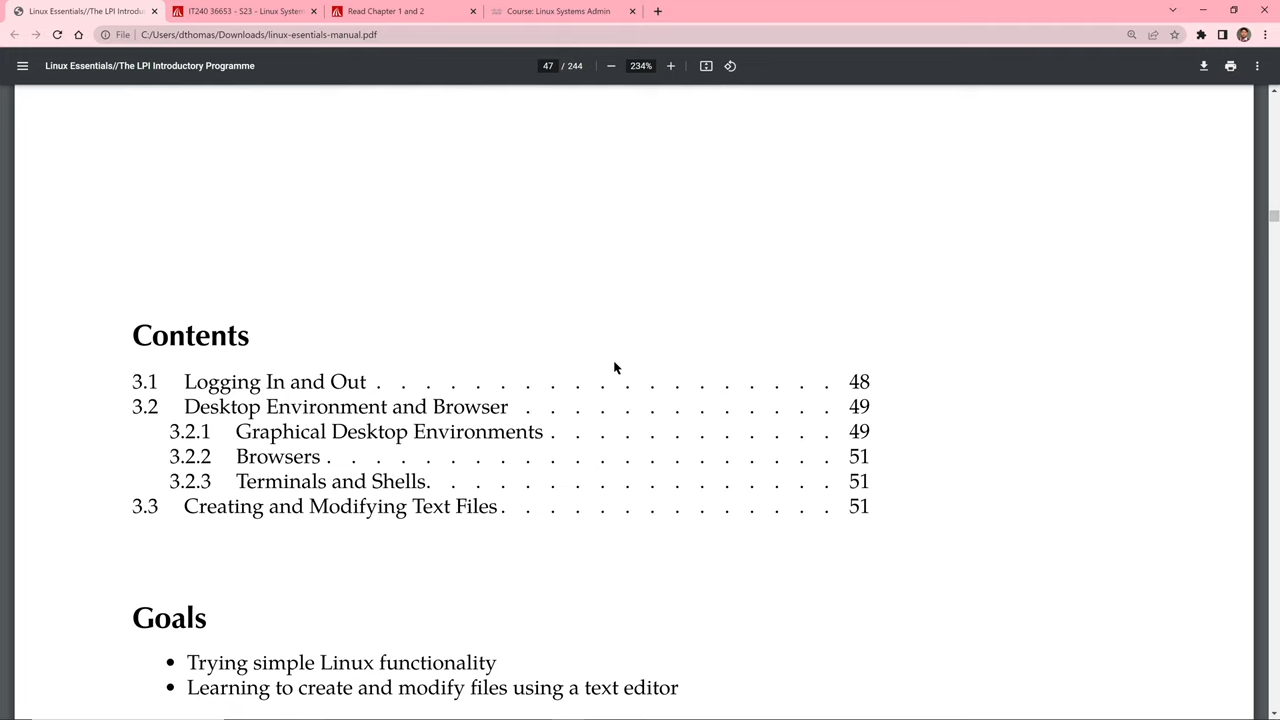 Linux Essentials//The LPI Introdu
IT240 36653 - S23 - Linux System
Read Chapter 1 and 2
Course: Linux Systems Admin
File
C:/Users/dthomas/Downloads/linux-esentials-manual.pdf
Linux Essentials//The LPI Introductory Programme
47 / 244
234%
Contents
3.1 Logging In and Out . . . . . . . . . . . . . . . . . . . 48
3.2 Desktop Environment and Browser . . . . . . . . . . . . . 49
3.2.1 Graphical Desktop Environments . . . . . . . . . . . . 49
3.2.2 Browsers . . . . . . . . . . . . . . . . . . . . . 51
3.2.3 Terminals and Shells. . . . . . . . . . . . . . . . . 51
3.3 Creating and Modifying Text Files . . . . . . . . . . . . . . 51
Goals
• Trying simple Linux functionality
• Learning to create and modify files using a text editor